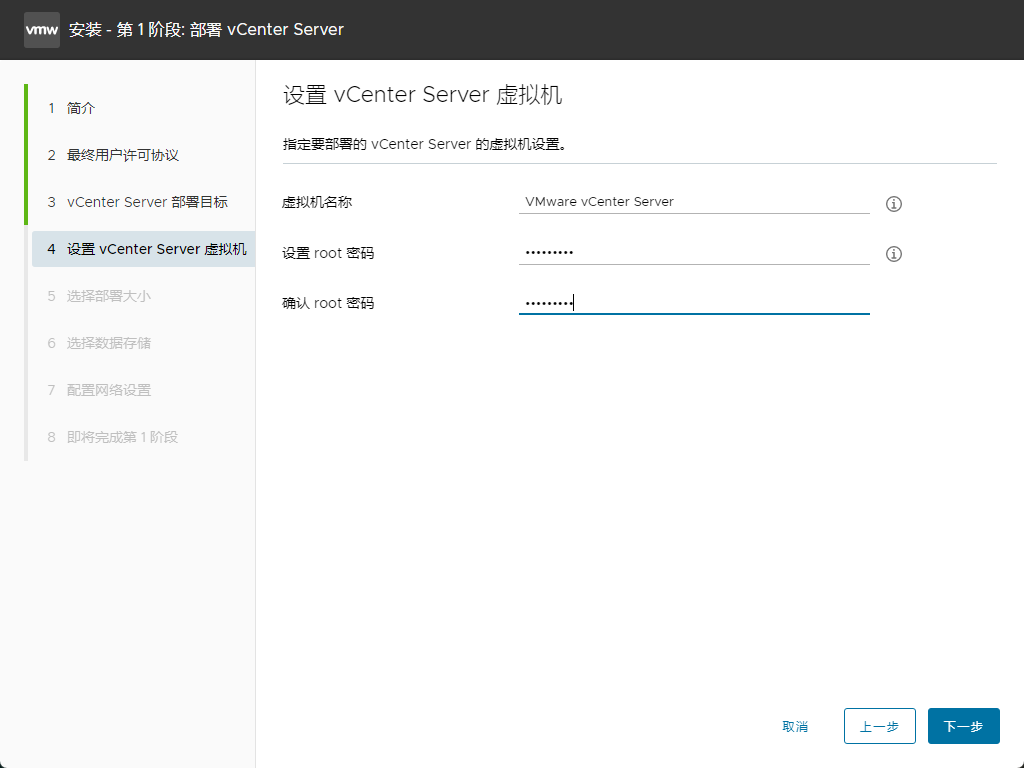 vmw 安装 - 第 1 阶段: 部署 vCenter Server
1 简介
2 最终用户许可协议
3 vCenter Server 部署目标
4 设置 vCenter Server 虚拟机
5 选择部署大小
6 选择数据存储
7 配置网络设置
8 即将完成第 1 阶段
设置 vCenter Server 虚拟机
指定要部署的 vCenter Server 的虚拟机设置。
虚拟机名称 VMware vCenter Server
设置 root 密码 •••••••••
确认 root 密码 •••••••••
取消 上一步 下一步